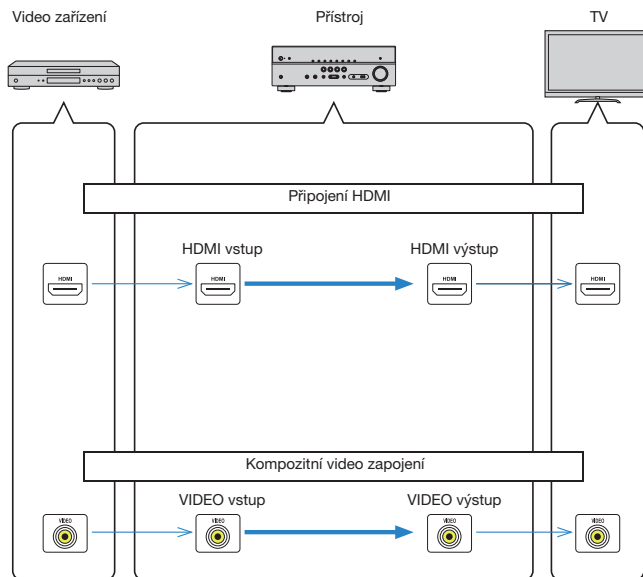 Video zařízení
Přístroj
TV
Připojení HDMI
HDMI vstup
HDMI výstup
HDMI
HDMI
HDMI
HDMI
Kompozitní video zapojení
VIDEO vstup
VIDEO výstup
VIDEO
VIDEO
VIDEO
VIDEO